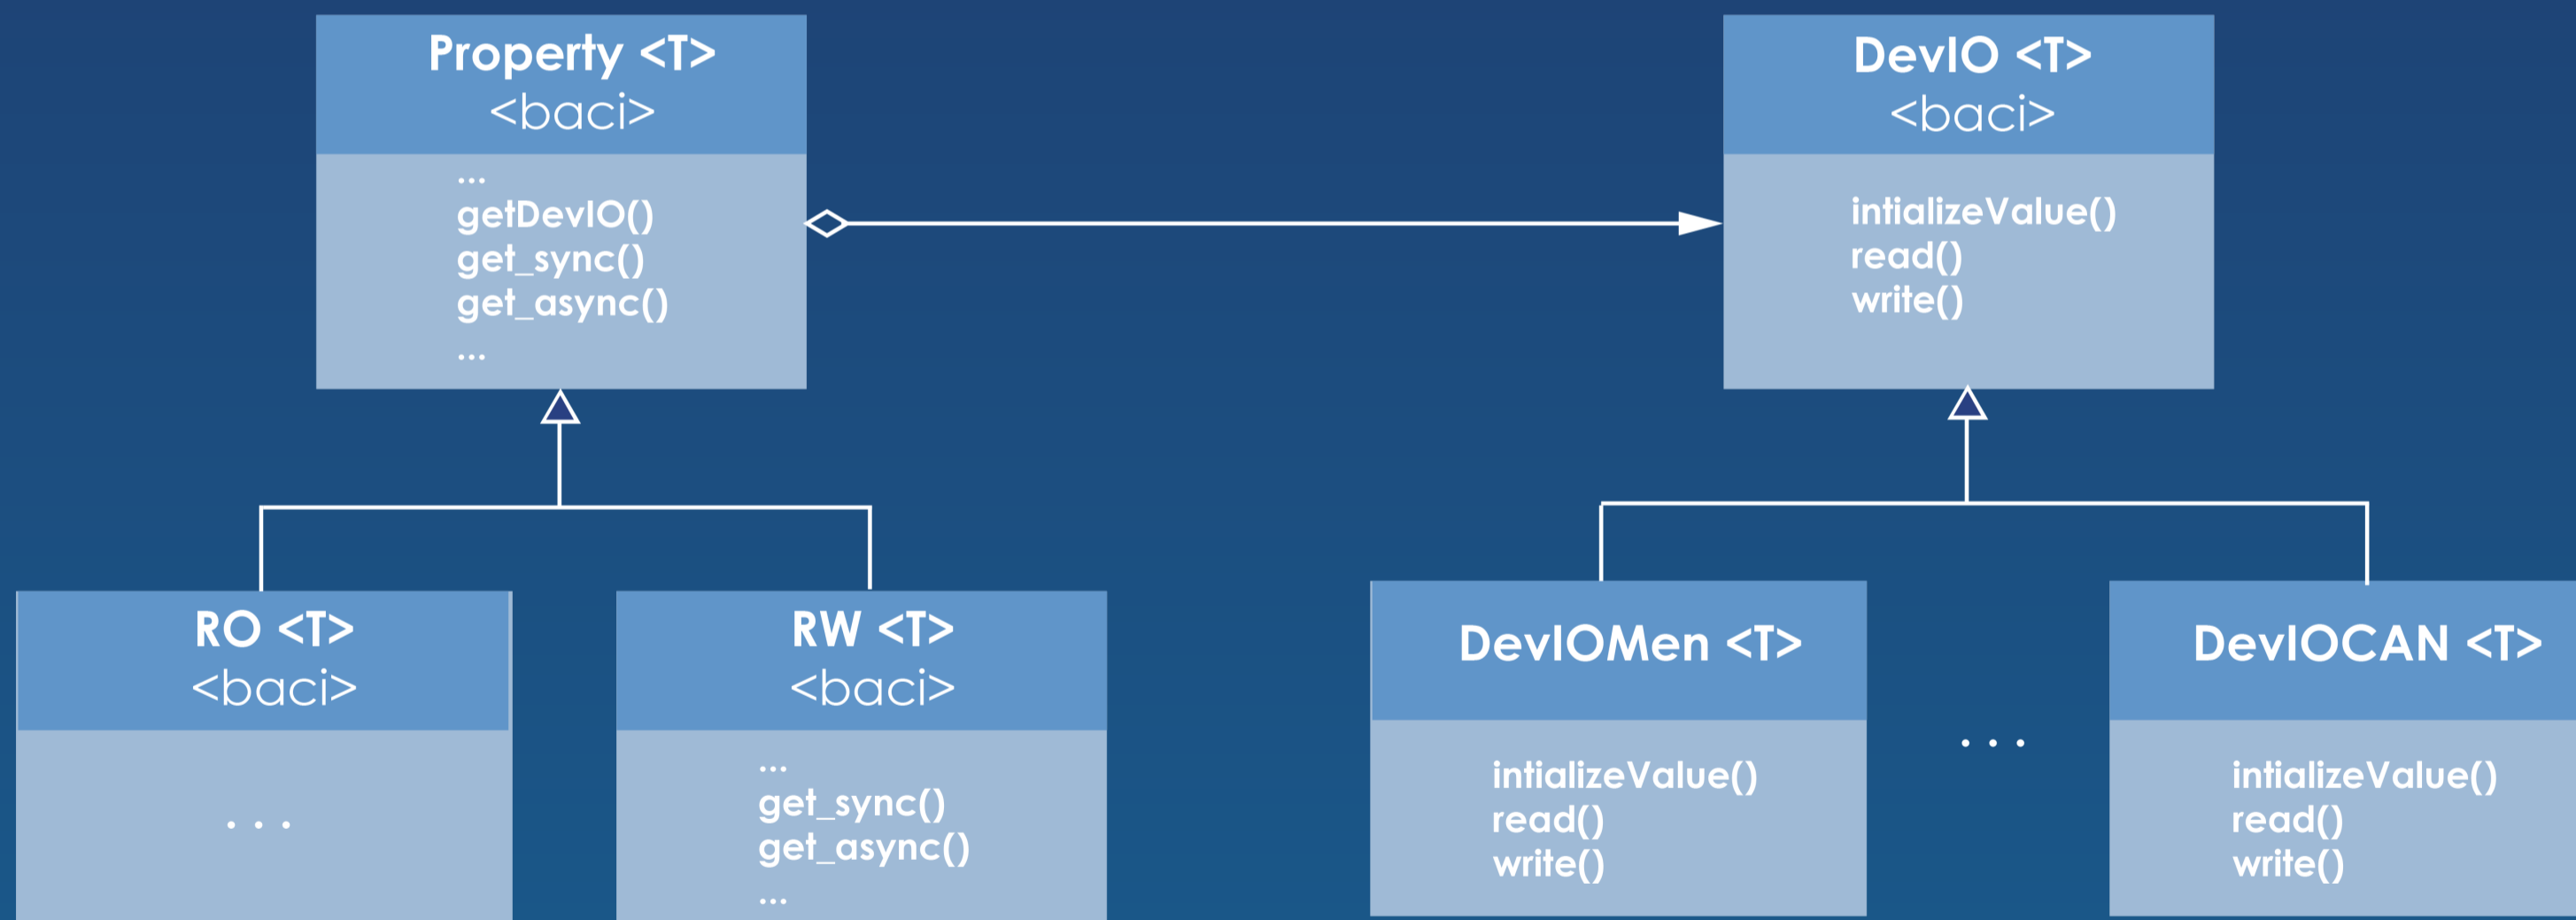 Property <T>
<baci>
...
getDevIO()
get_sync()
get_async()
...
DevIO <T>
<baci>
intializeValue()
read()
write()
RO <T>
<baci>
...
RW <T>
<baci>
...
get_sync()
get_async()
...
DevIOMen <T>
intializeValue()
read()
write()
...
DevIOCAN <T>
intializeValue()
read()
write()